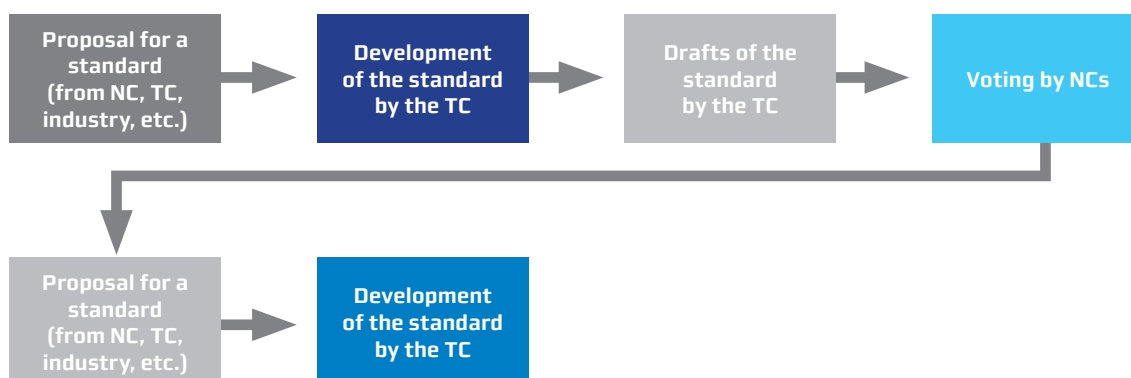 Proposal for a
standard
(from NC, TC,
industry, etc.)
Development
of the standard
by the TC
Drafts of the
standard
by the TC
Voting by NCs
Proposal for a
standard
(from NC, TC,
industry, etc.)
Development
of the standard
by the TC